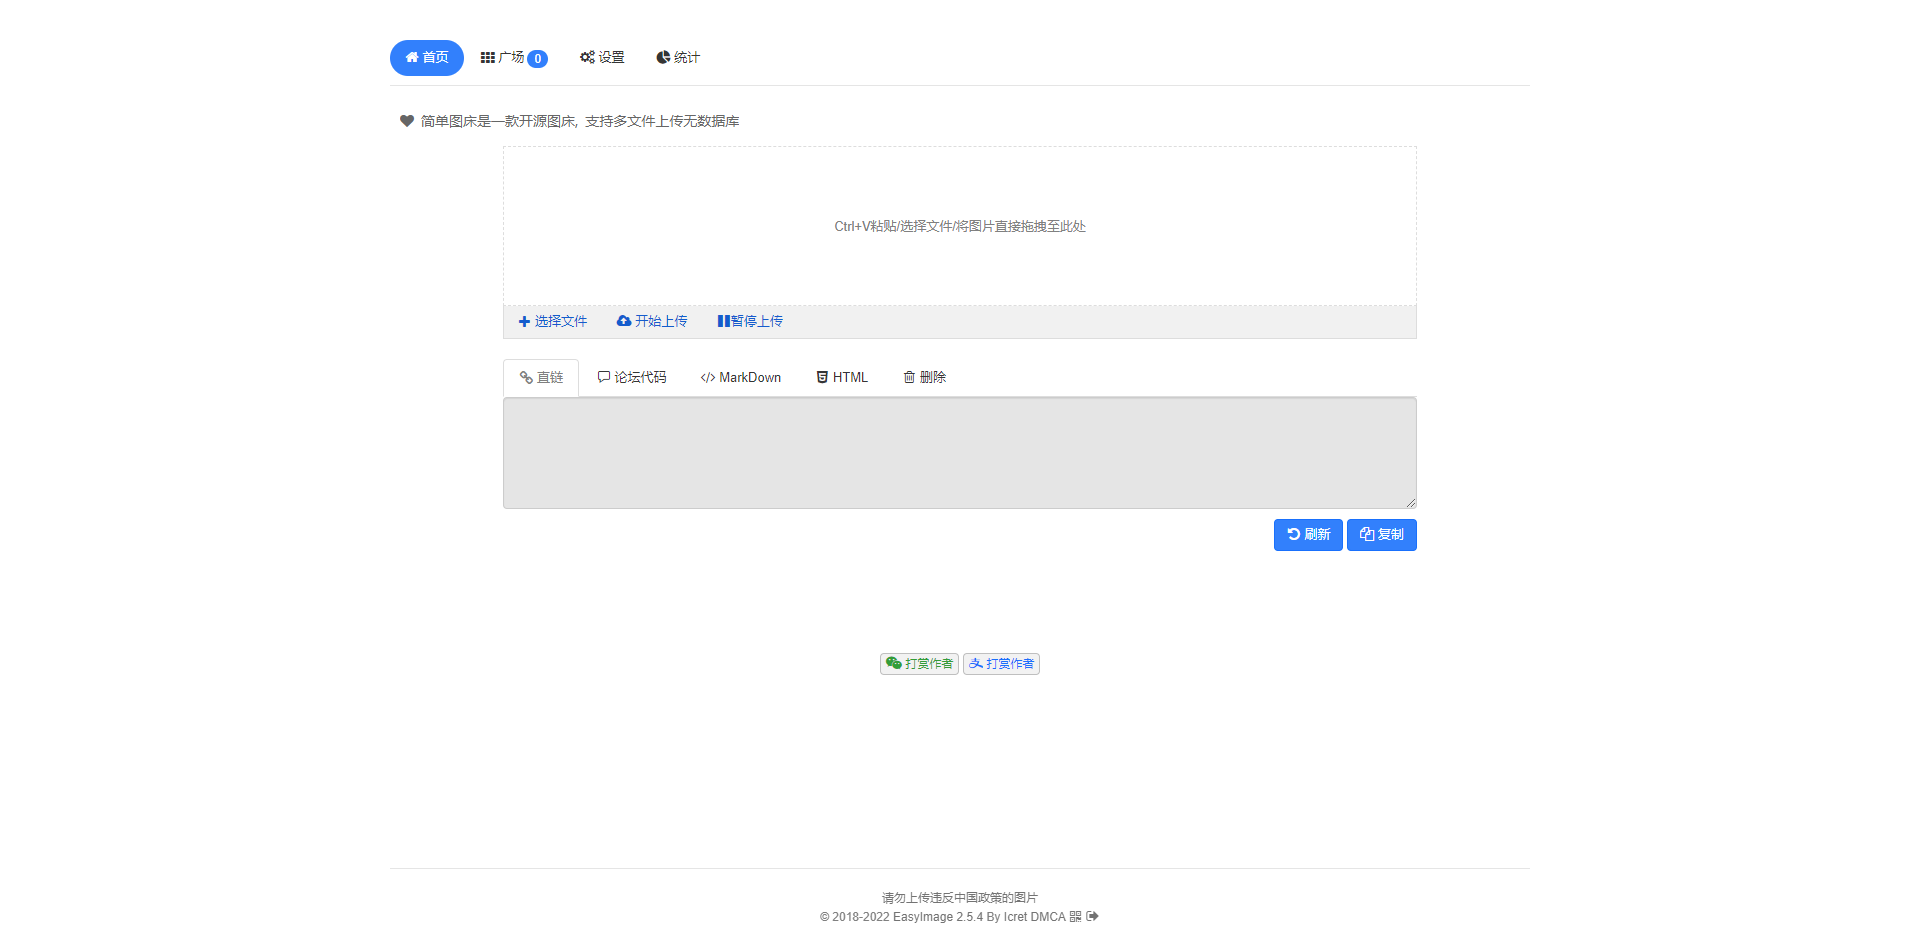 首页 广场 0 设置 统计
简单图床是一款开源图床, 支持多文件上传无数据库
Ctrl+V粘贴/选择文件/将图片直接拖拽至此处
选择文件 开始上传 暂停上传
直链 论坛代码 MarkDown HTML 删除
刷新 复制
打赏作者 打赏作者
请勿上传违反中国政策的图片
© 2018-2022 EasyImage 2.5.4 By Icret DMCA